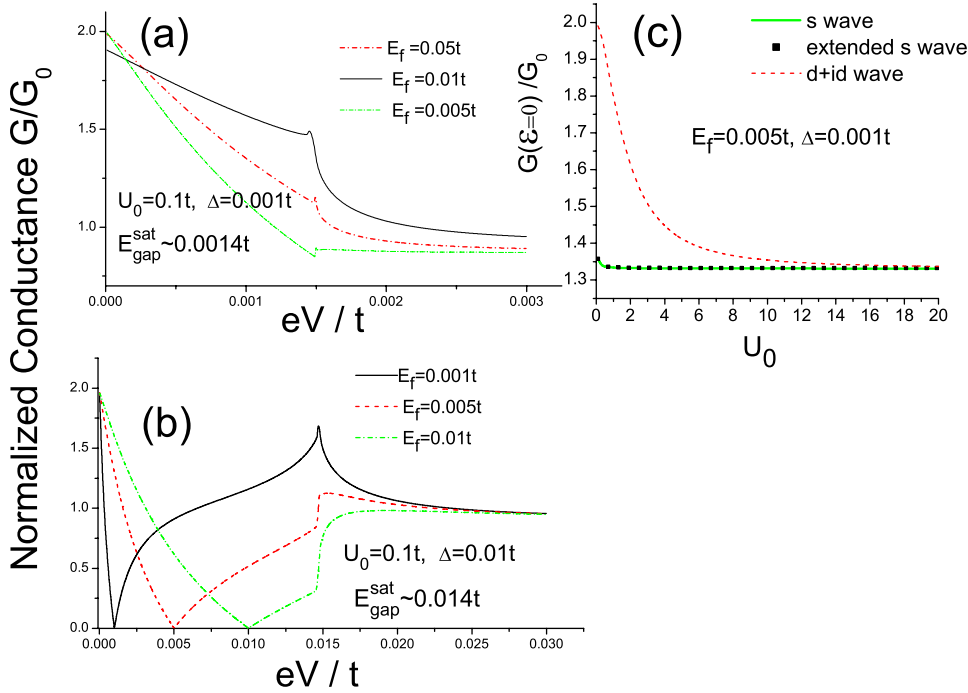 Normalized Conductance G/G0
(a)
E_f =0.05t
E_f =0.01t
E_f =0.005t
U0=0.1t, Δ=0.001t
E_gap^sat~0.0014t
2.0
1.5
1.0
0.000 0.001 0.002 0.003
eV / t
(c)
s wave
extended s wave
d+id wave
E_f=0.005t, Δ=0.001t
G(ε=0) /G0
2.0
1.9
1.8
1.7
1.6
1.5
1.4
1.3
0 2 4 6 8 10 12 14 16 18 20
U0
(b)
E_f=0.001t
E_f=0.005t
E_f=0.01t
U0=0.1t, Δ=0.01t
E_gap^sat~0.014t
2.0
1.5
1.0
0.5
0.0
0.000 0.005 0.010 0.015 0.020 0.025 0.030
eV / t